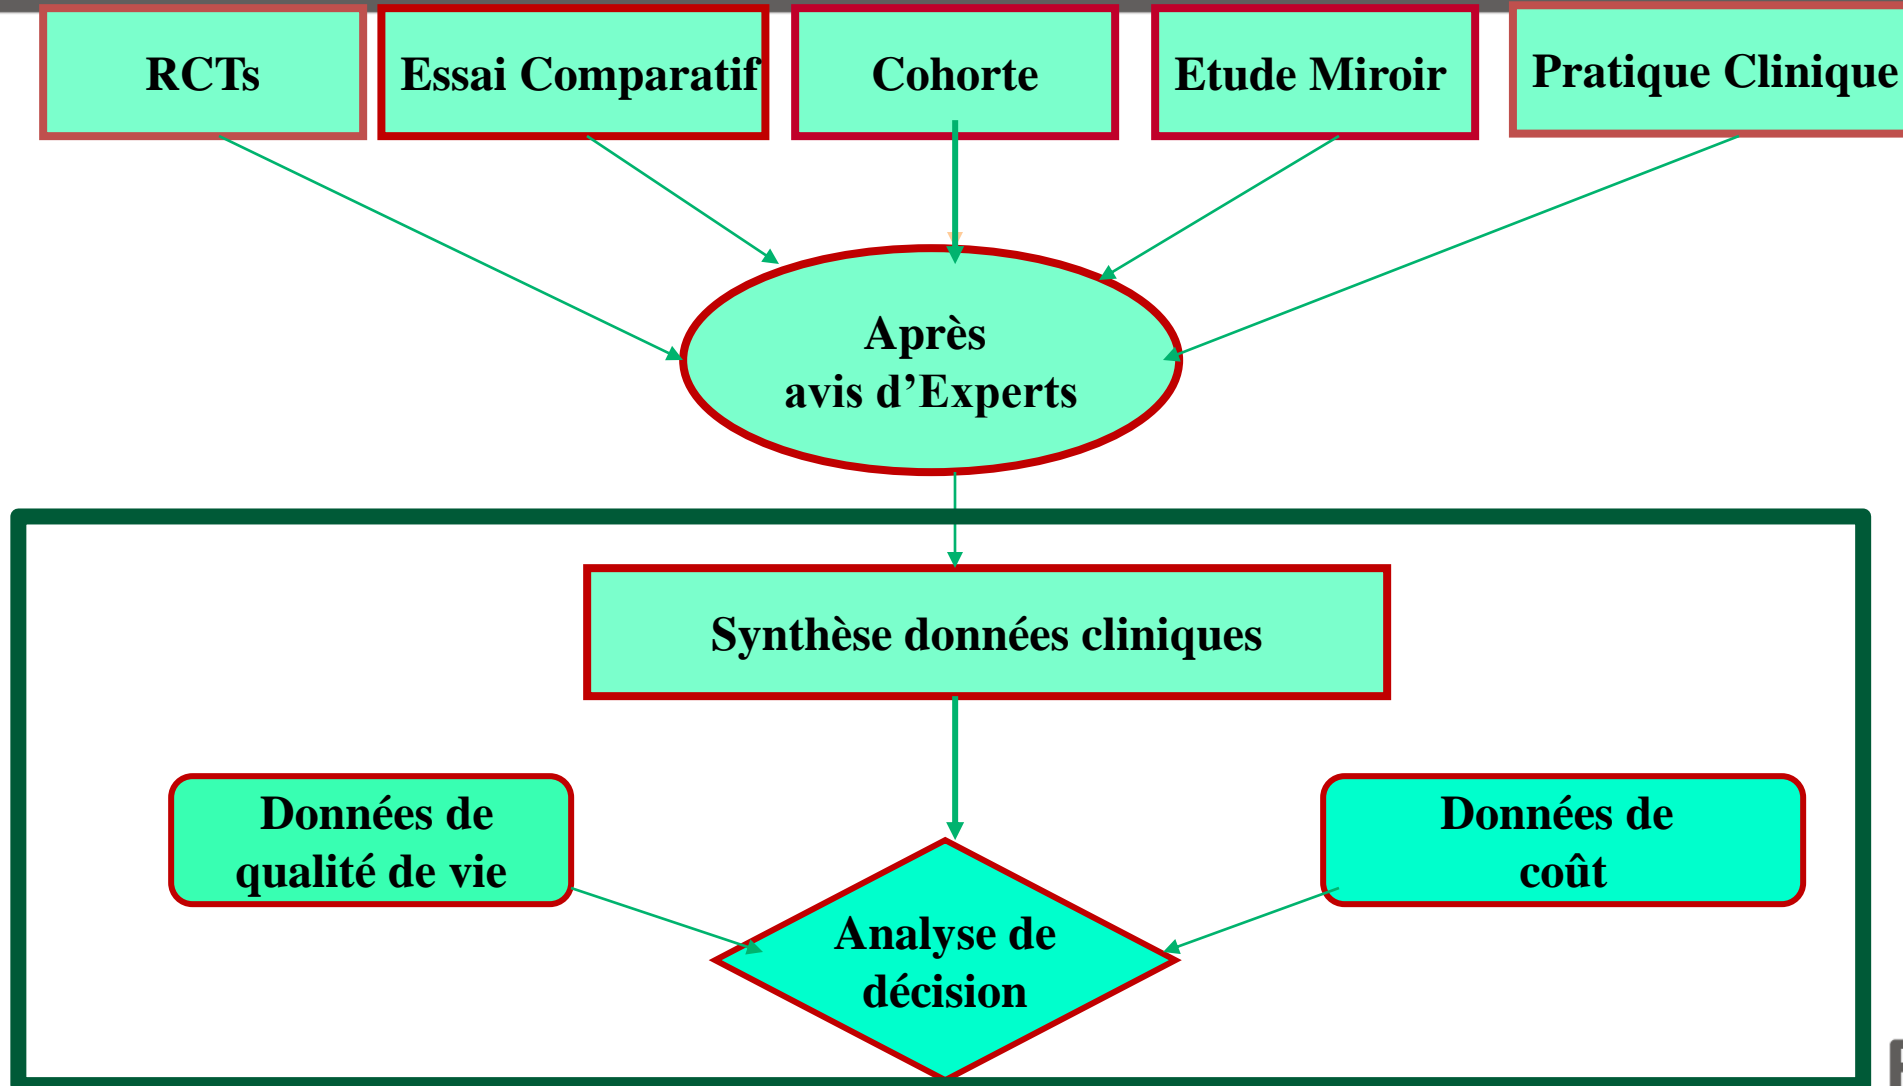 RCTs
Essai Comparatif
Cohorte
Etude Miroir
Pratique Clinique
Après
avis d’Experts
Synthèse données cliniques
Données de
qualité de vie
Données de
coût
Analyse de
décision